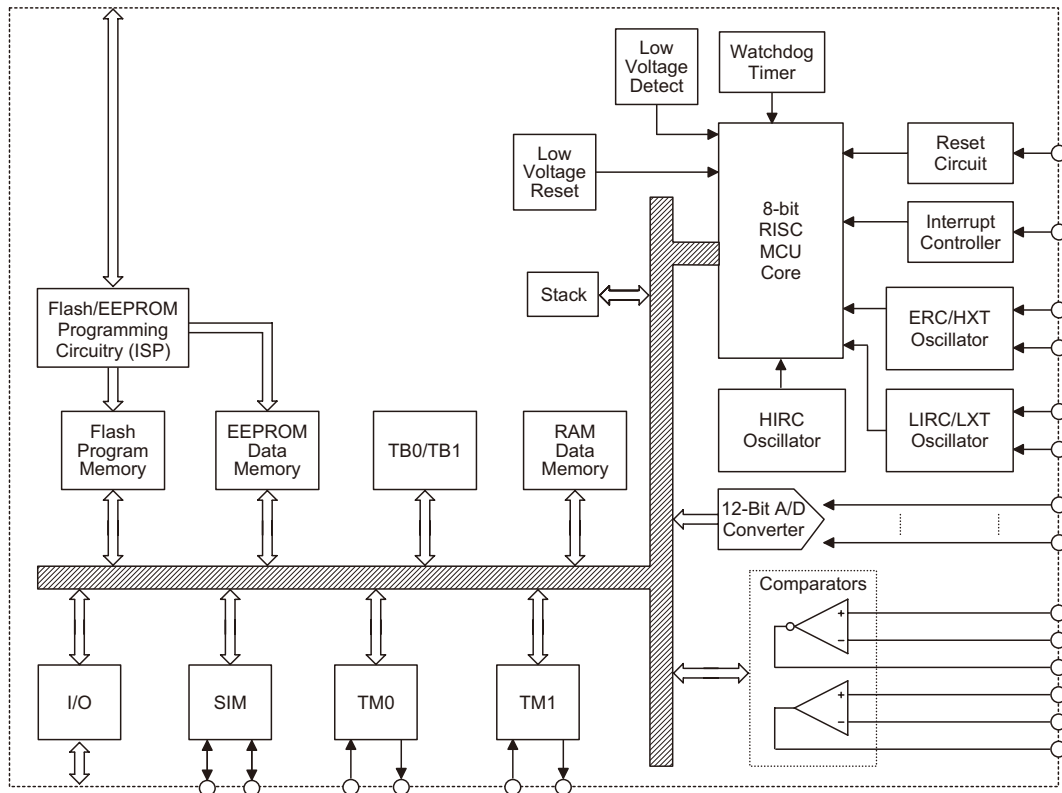 Low
Voltage
Detect
Watchdog
Timer
Low
Voltage
Reset
8-bit
RISC
MCU
Core
Reset
Circuit
Interrupt
Controller
Stack
Flash/EEPROM
Programming
Circuitry (ISP)
ERC/HXT
Oscillator
HIRC
Oscillator
LIRC/LXT
Oscillator
Flash
Program
Memory
EEPROM
Data
Memory
TB0/TB1
RAM
Data
Memory
12-Bit A/D
Converter
Comparators
+
−
+
−
I/O
SIM
TM0
TM1